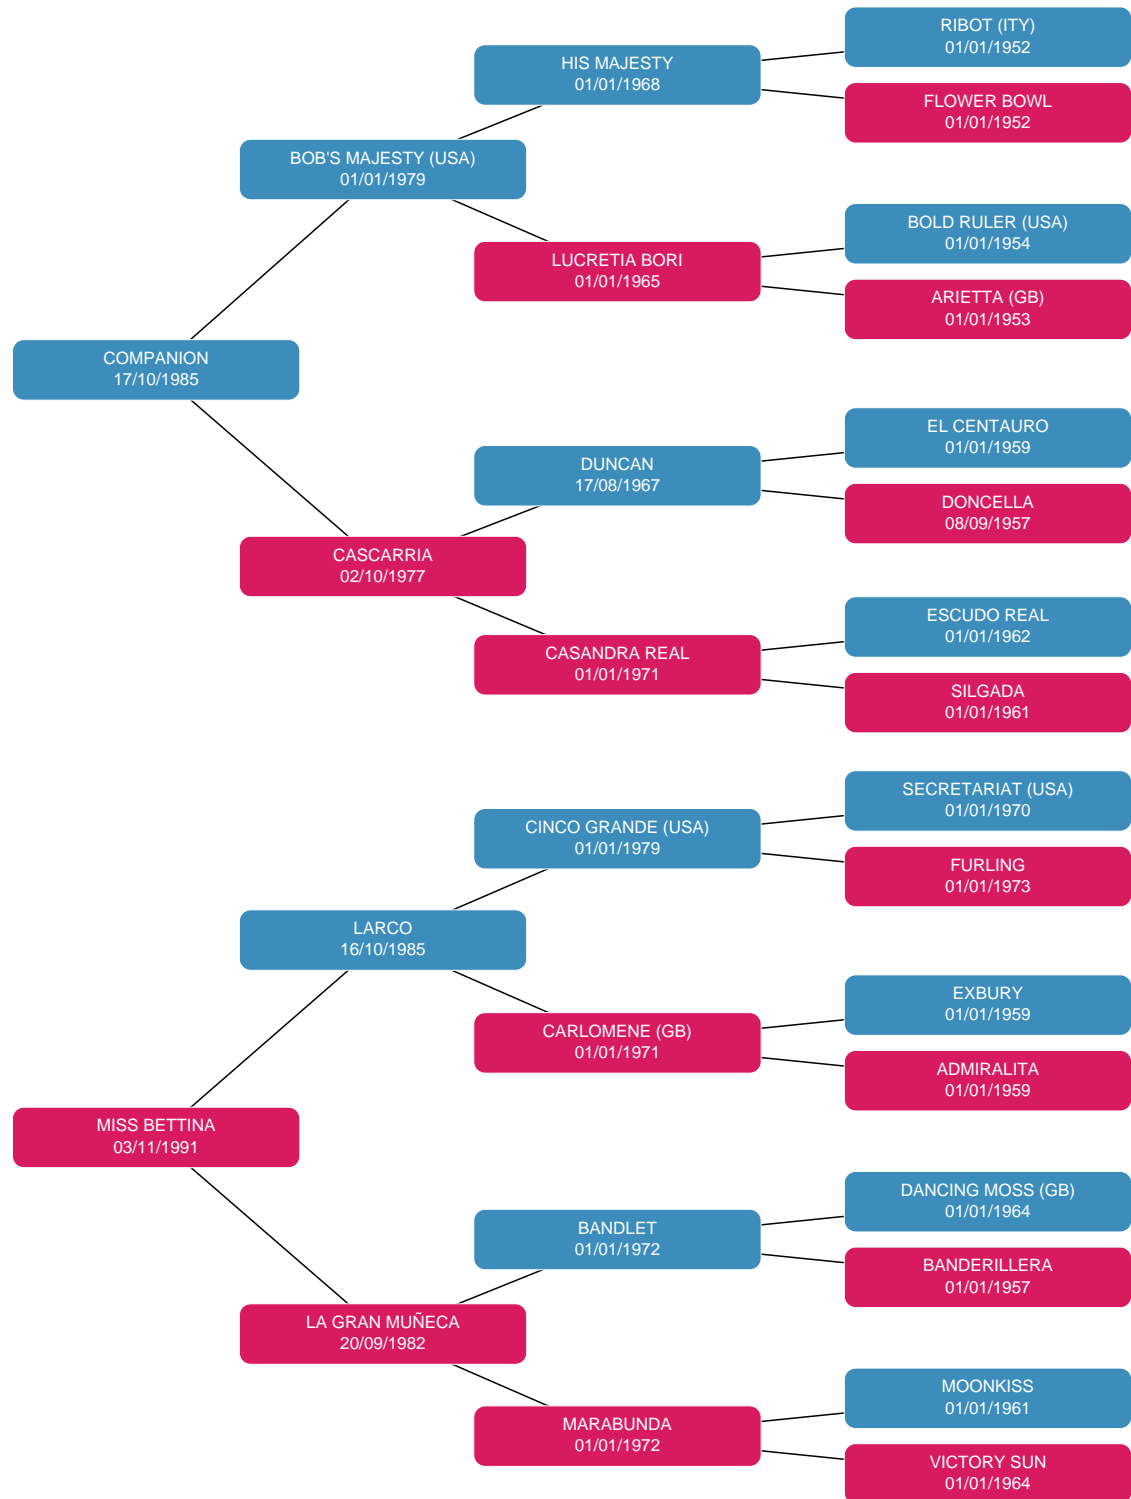 RIBOT (ITY)
01/01/1952
HIS MAJESTY
01/01/1968
FLOWER BOWL
01/01/1952
BOB'S MAJESTY (USA)
01/01/1979
BOLD RULER (USA)
01/01/1954
LUCRETIA BORI
01/01/1965
ARIETTA (GB)
01/01/1953
COMPANION
17/10/1985
EL CENTAURO
01/01/1959
DUNCAN
17/08/1967
DONCELLA
08/09/1957
CASCARRIA
02/10/1977
ESCUDO REAL
01/01/1962
CASANDRA REAL
01/01/1971
SILGADA
01/01/1961
SECRETARIAT (USA)
01/01/1970
CINCO GRANDE (USA)
01/01/1979
FURLING
01/01/1973
LARCO
16/10/1985
EXBURY
01/01/1959
CARLOMENE (GB)
01/01/1971
ADMIRALITA
01/01/1959
MISS BETTINA
03/11/1991
DANCING MOSS (GB)
01/01/1964
BANDLET
01/01/1972
BANDERILLERA
01/01/1957
LA GRAN MUÑECA
20/09/1982
MOONKISS
01/01/1961
MARABUNDA
01/01/1972
VICTORY SUN
01/01/1964